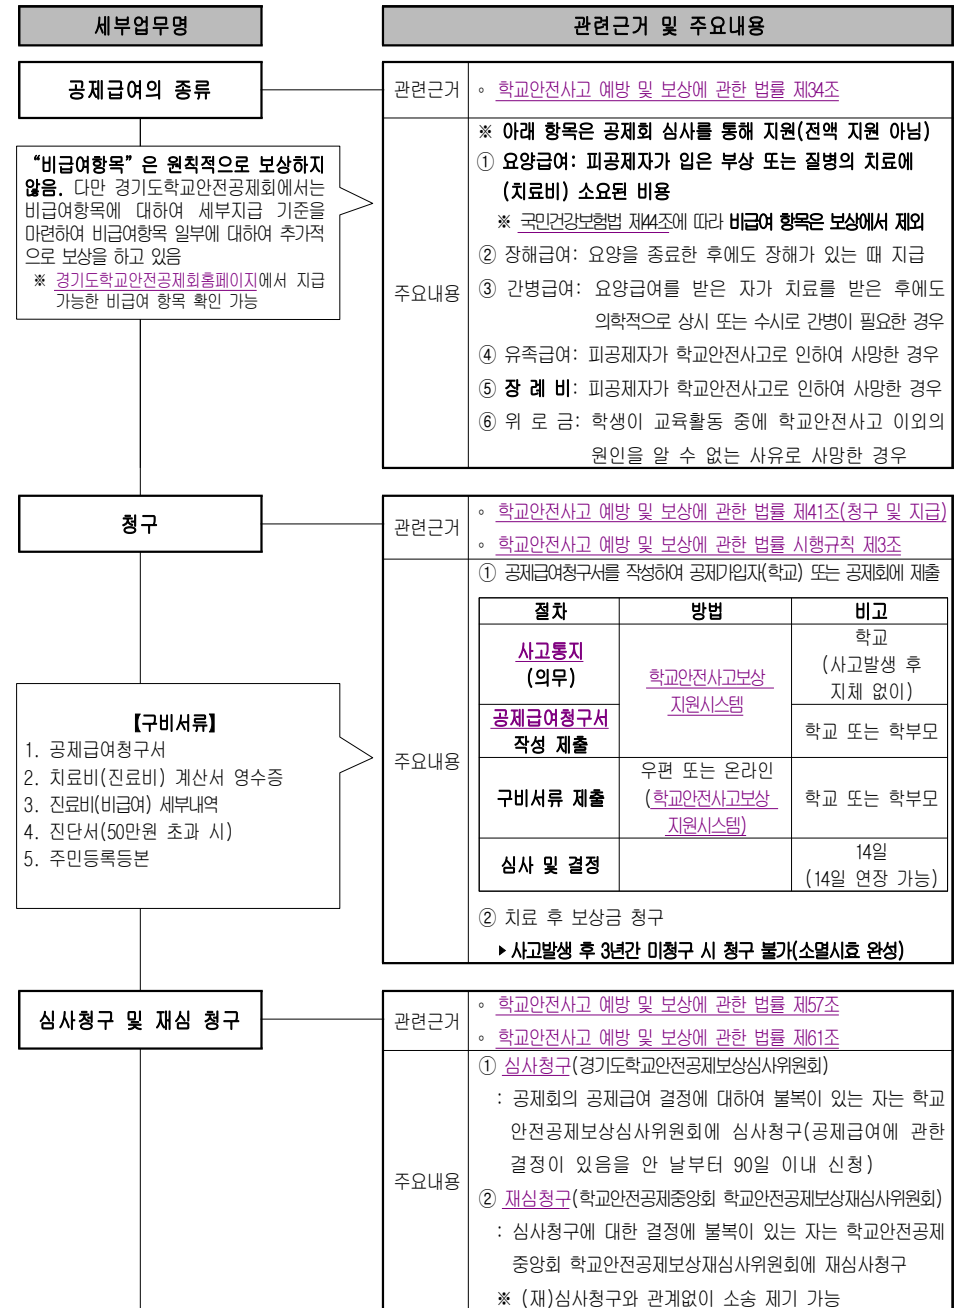 세부업무명
관련근거 및 주요내용
공제급여의 종류
관련근거
◦ 학교안전사고 예방 및 보상에 관한 법률 제34조
“비급여항목”은 원칙적으로 보상하지
않음. 다만 경기도학교안전공제회에서는
비급여항목에 대하여 세부지급 기준을
마련하여 비급여항목 일부에 대하여 추가적
으로 보상을 하고 있음
※ 경기도학교안전공제회홈페이지에서 지급
가능한 비급여 항목 확인 가능
주요내용
※ 아래 항목은 공제회 심사를 통해 지원(전액 지원 아님)
① 요양급여: 피공제자가 입은 부상 또는 질병의 치료에
(치료비) 소요된 비용
※ 국민건강보험법 제44조에 따라 비급여 항목은 보상에서 제외
② 장해급여: 요양을 종료한 후에도 장해가 있는 때 지급
③ 간병급여: 요양급여를 받은 자가 치료를 받은 후에도
의학적으로 상시 또는 수시로 간병이 필요한 경우
④ 유족급여: 피공제자가 학교안전사고로 인하여 사망한 경우
⑤ 장 례 비: 피공제자가 학교안전사고로 인하여 사망한 경우
⑥ 위 로 금: 학생이 교육활동 중에 학교안전사고 이외의
원인을 알 수 없는 사유로 사망한 경우
청구
관련근거
◦ 학교안전사고 예방 및 보상에 관한 법률 제41조(청구 및 지급)
◦ 학교안전사고 예방 및 보상에 관한 법률 시행규칙 제3조
【구비서류】
1. 공제급여청구서
2. 치료비(진료비) 계산서 영수증
3. 진료비(비급여) 세부내역
4. 진단서(50만원 초과 시)
5. 주민등록등본
주요내용
① 공제급여청구서를 작성하여 공제가입자(학교) 또는 공제회에 제출
절차 방법 비고
사고통지
(의무)
학교안전사고보상
지원시스템
학교
(사고발생 후
지체 없이)
공제급여청구서
작성 제출
학교 또는 학부모
구비서류 제출
우편 또는 온라인
(학교안전사고보상
지원시스템)
학교 또는 학부모
심사 및 결정
14일
(14일 연장 가능)
② 치료 후 보상금 청구
▶ 사고발생 후 3년간 미청구 시 청구 불가(소멸시효 완성)
심사청구 및 재심 청구
관련근거
◦ 학교안전사고 예방 및 보상에 관한 법률 제57조
◦ 학교안전사고 예방 및 보상에 관한 법률 제61조
주요내용
① 심사청구(경기도학교안전공제보상심사위원회)
: 공제회의 공제급여 결정에 대하여 불복이 있는 자는 학교
안전공제보상심사위원회에 심사청구(공제급여에 관한
결정이 있음을 안 날부터 90일 이내 신청)
② 재심청구(학교안전공제중앙회 학교안전공제보상재심사위원회)
: 심사청구에 대한 결정에 불복이 있는 자는 학교안전공제
중앙회 학교안전공제보상재심사위원회에 재심사청구
※ (재)심사청구와 관계없이 소송 제기 가능